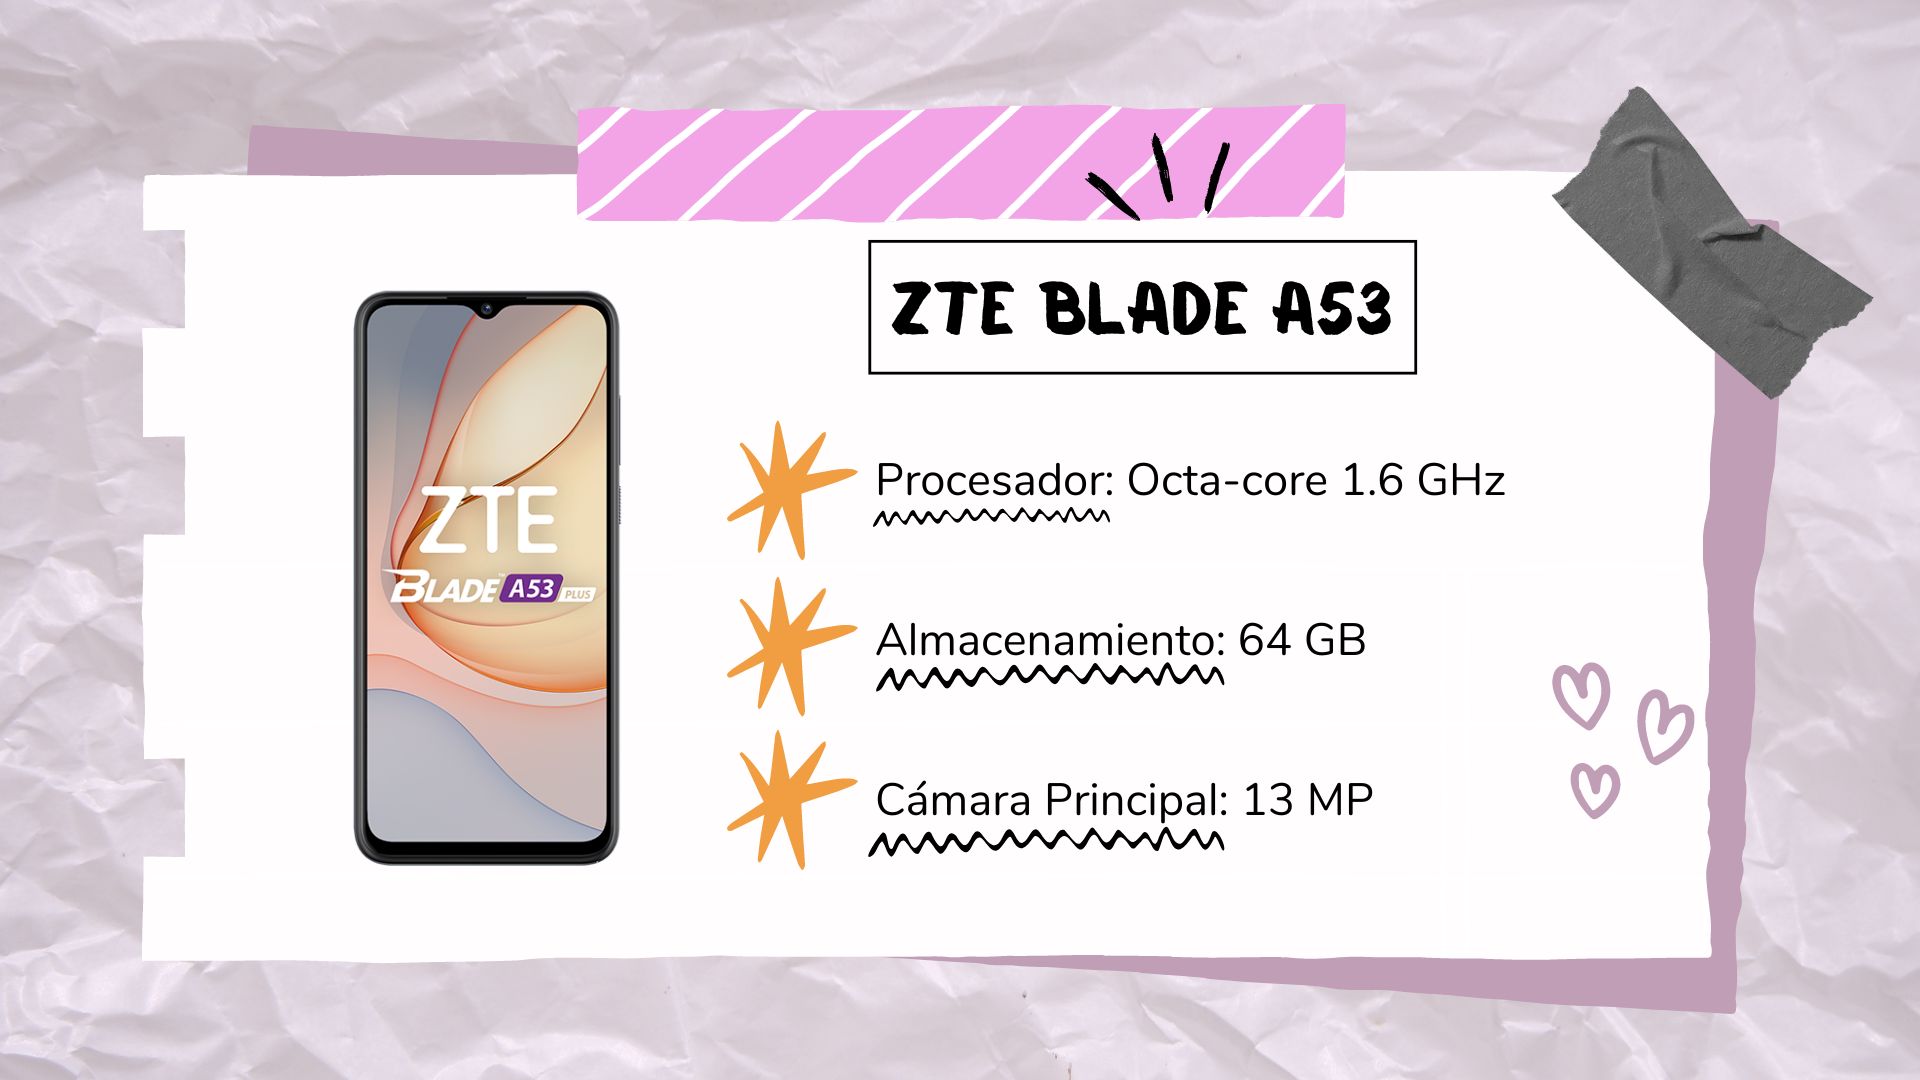 ZTE BLADE A53
ZTE
BLADE™ A53 PLUS
Procesador: Octa-core 1.6 GHz
Almacenamiento: 64 GB
Cámara Principal: 13 MP